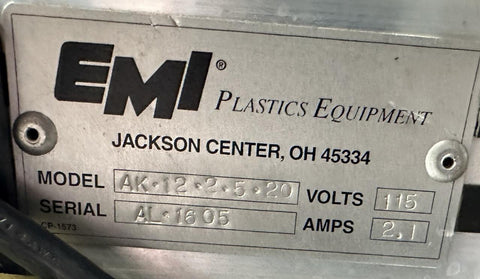 EMI® PLASTICS EQUIPMENT
JACKSON CENTER, OH 45334
MODEL AK•12•2•5•20 VOLTS 115
SERIAL AL•1605 AMPS 2.1
CP-1573